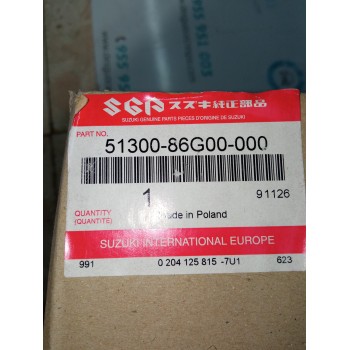 SGP スズキ純正部品
SUZUKI GENUINE PARTS PIECES D'ORIGINE DE SUZUKI
PART NO.
51300-86G00-000
1
91126
QUANTITY
(QUANTITE)
Made in Poland
SUZUKI INTERNATIONAL EUROPE
991 0 204 125 815 -7U1 623